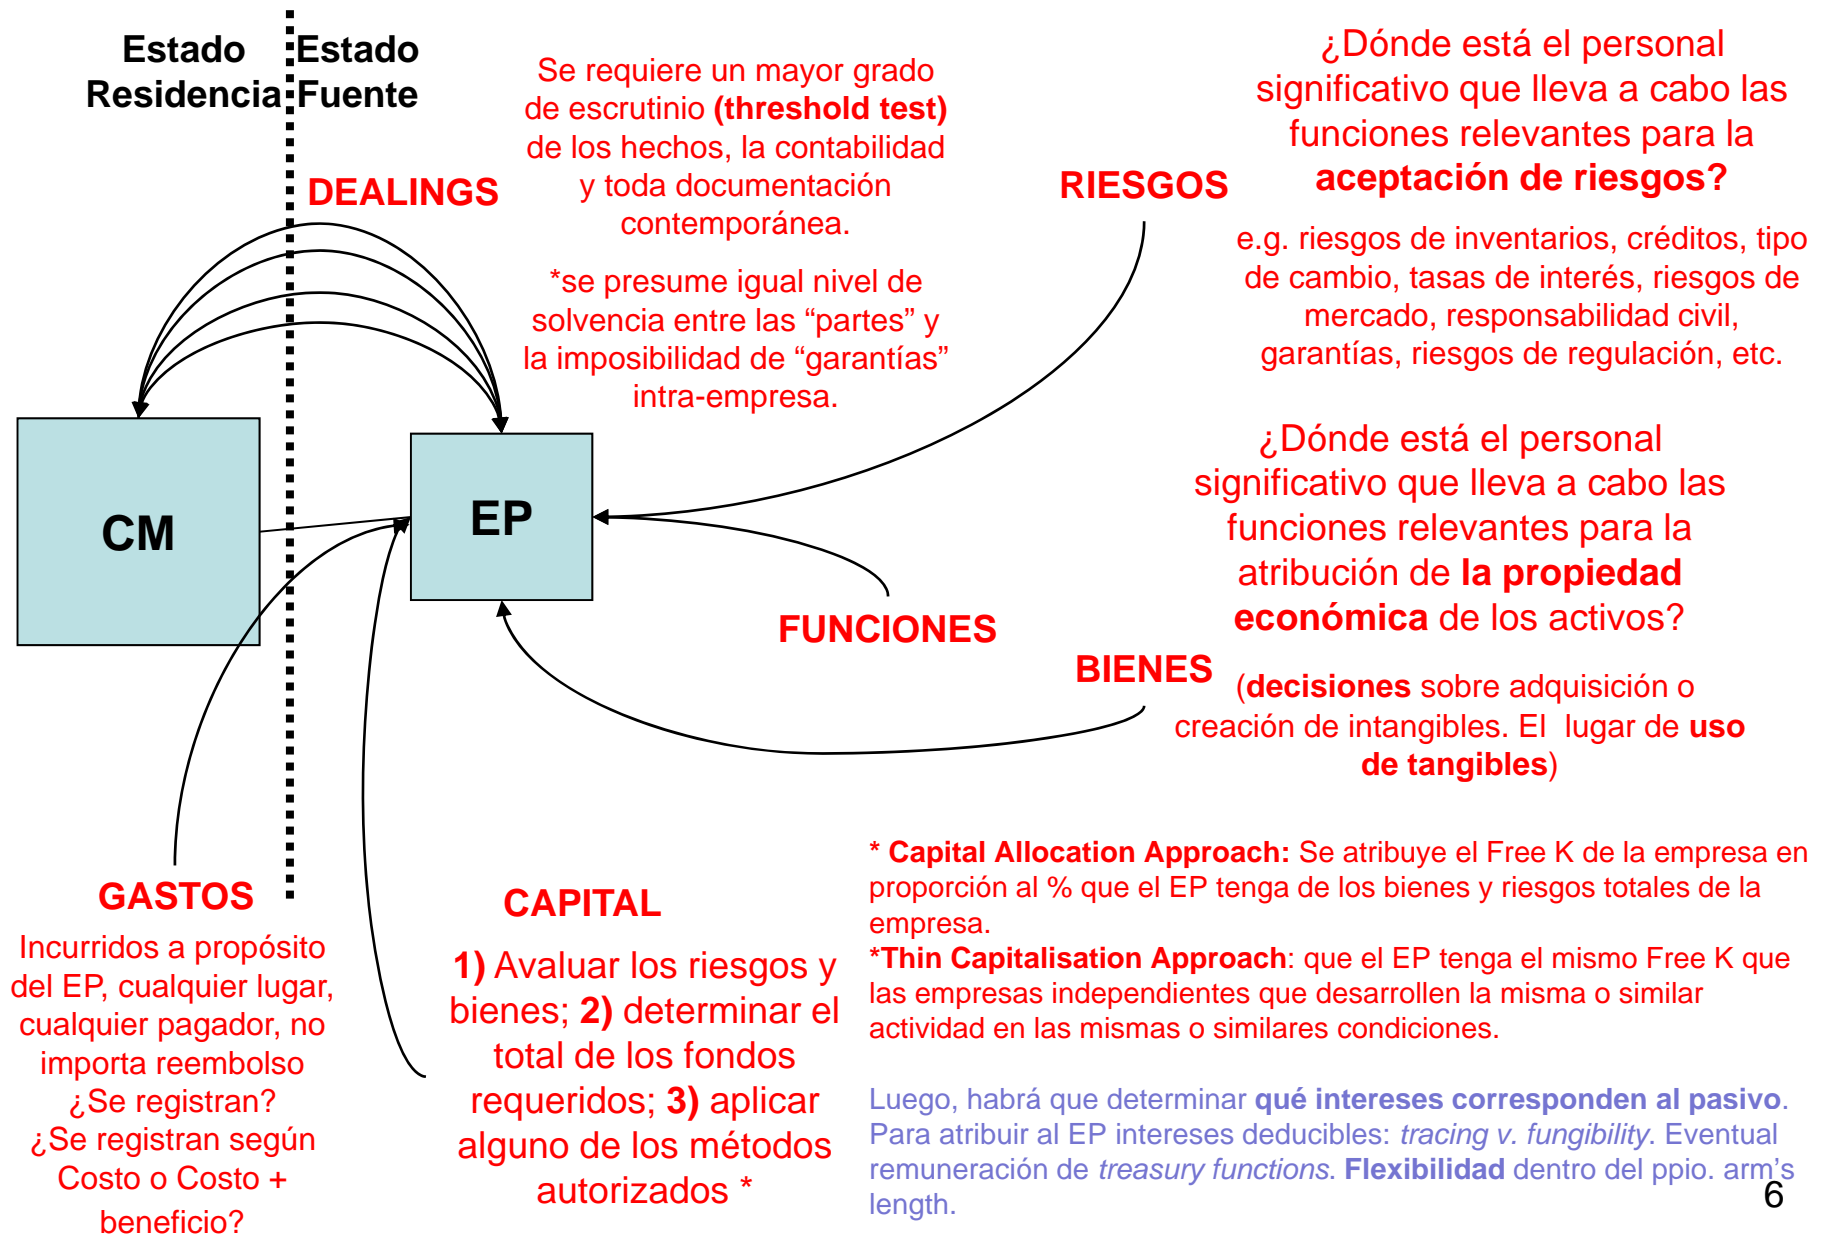 Estado
Residencia
Estado
Fuente
DEALINGS
Se requiere un mayor grado
de escrutinio (threshold test)
de los hechos, la contabilidad
y toda documentación
contemporánea.
*se presume igual nivel de
solvencia entre las “partes” y
la imposibilidad de “garantías”
intra-empresa.
RIESGOS
¿Dónde está el personal
significativo que lleva a cabo las
funciones relevantes para la
aceptación de riesgos?
e.g. riesgos de inventarios, créditos, tipo
de cambio, tasas de interés, riesgos de
mercado, responsabilidad civil,
garantías, riesgos de regulación, etc.
CM
EP
FUNCIONES
BIENES
¿Dónde está el personal
significativo que lleva a cabo las
funciones relevantes para la
atribución de la propiedad
económica de los activos?
(decisiones sobre adquisición o
creación de intangibles. El lugar de uso
de tangibles)
GASTOS
Incurridos a propósito
del EP, cualquier lugar,
cualquier pagador, no
importa reembolso
¿Se registran?
¿Se registran según
Costo o Costo +
beneficio?
CAPITAL
1) Avaluar los riesgos y
bienes; 2) determinar el
total de los fondos
requeridos; 3) aplicar
alguno de los métodos
autorizados *
* Capital Allocation Approach: Se atribuye el Free K de la empresa en
proporción al % que el EP tenga de los bienes y riesgos totales de la
empresa.
*Thin Capitalisation Approach: que el EP tenga el mismo Free K que
las empresas independientes que desarrollen la misma o similar
actividad en las mismas o similares condiciones.
Luego, habrá que determinar qué intereses corresponden al pasivo.
Para atribuir al EP intereses deducibles: tracing v. fungibility. Eventual
remuneración de treasury functions. Flexibilidad dentro del ppio. arm’s
length.
6